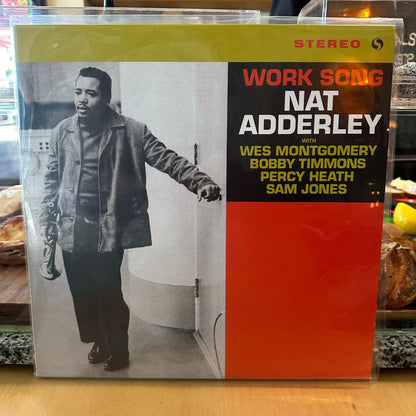 STEREO
WORK SONG
NAT
ADDERLEY
WITH
WES MONTGOMERY
BOBBY TIMMONS
PERCY HEATH
SAM JONES